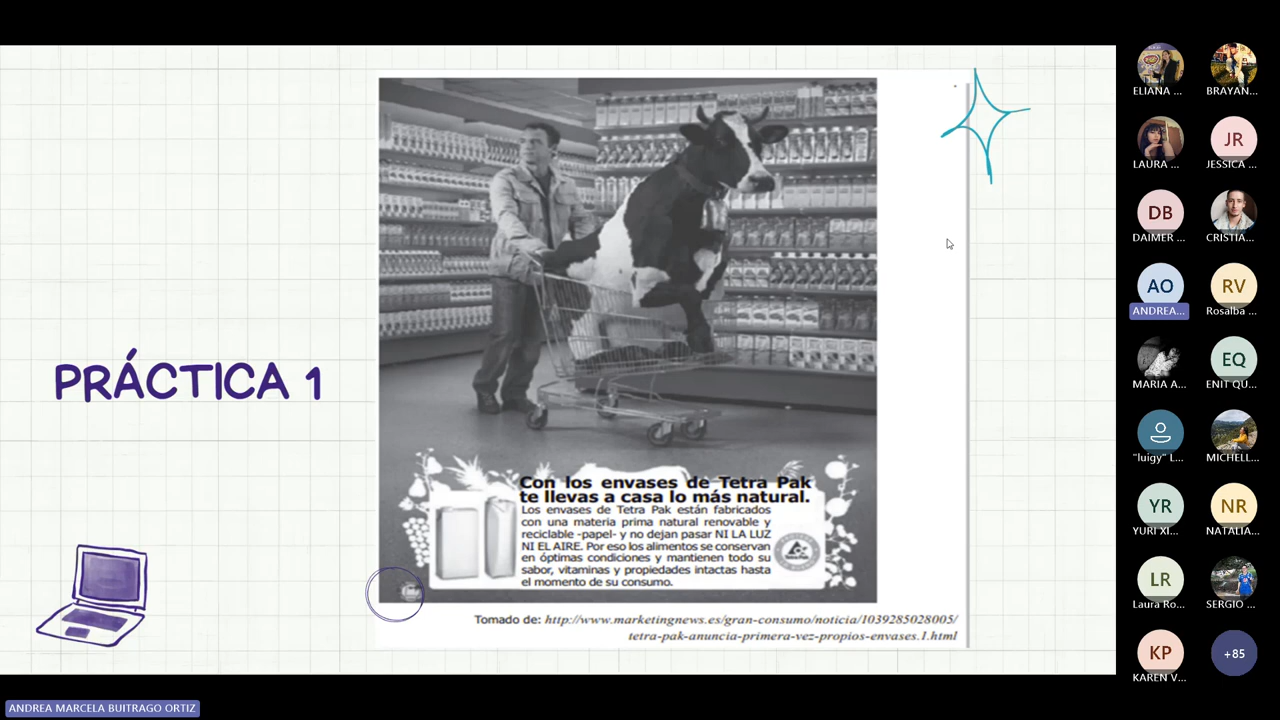 PRÁCTICA 1
Con los envases de Tetra Pak
te llevas a casa lo más natural.
Los envases de Tetra Pak están fabricados
con una materia prima natural renovable y
reciclable -papel- y no dejan pasar NI LA LUZ
NI EL AIRE. Por eso los alimentos se conservan
en óptimas condiciones y mantienen todo su
sabor, vitaminas y propiedades intactas hasta
el momento de su consumo.
Tomado de: http://www.marketingnews.es/gran-consumo/noticia/1039285028005/
tetra-pak-anuncia-primera-vez-propios-envases.1.html
ELIANA ...
BRAYAN...
LAURA ...
JR
JESSICA ...
DB
DAIMER ...
CRISTIA...
AO
ANDREA...
RV
Rosalba ...
MARIA A...
EQ
ENIT QU...
"luigy" L...
MICHELL...
YR
YURI XI...
NR
NATALIA...
LR
Laura Ro...
SERGIO ...
KP
KAREN V...
+85
ANDREA MARCELA BUITRAGO ORTIZ